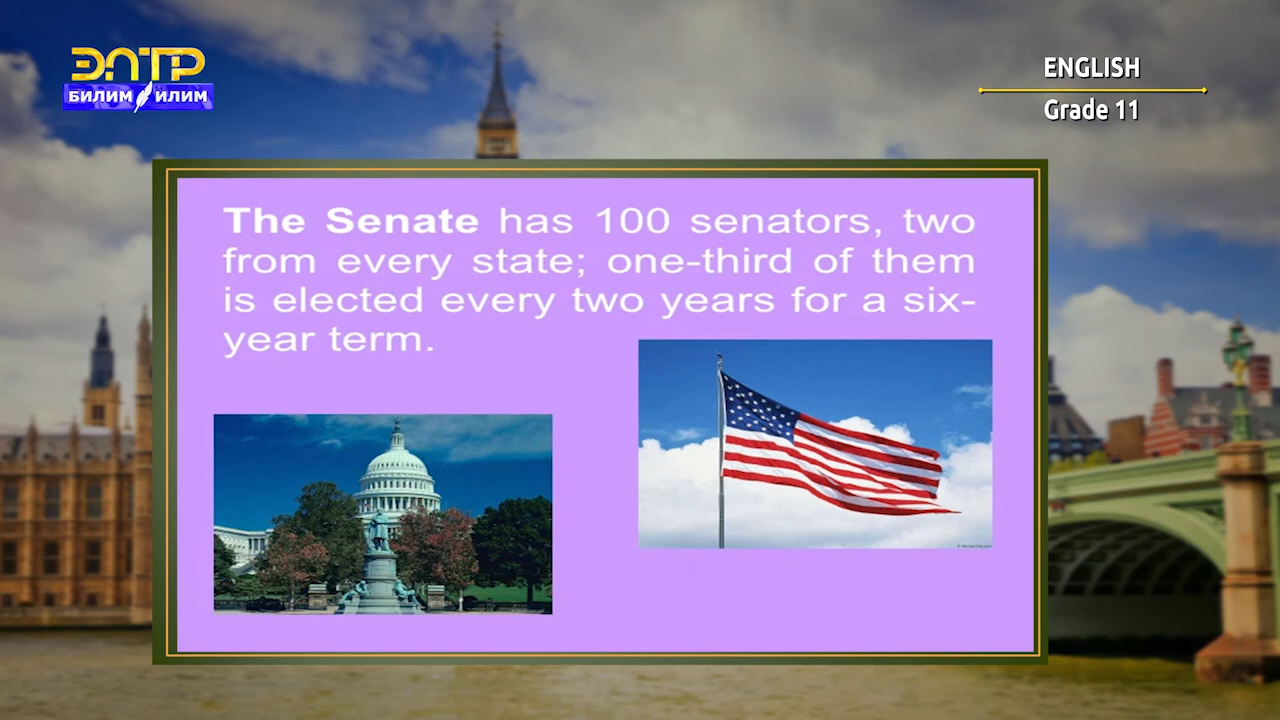 ЭЛТР
БИЛИМ ИЛИМ
ENGLISH
Grade 11
The Senate has 100 senators, two
from every state; one-third of them
is elected every two years for a six-
year term.